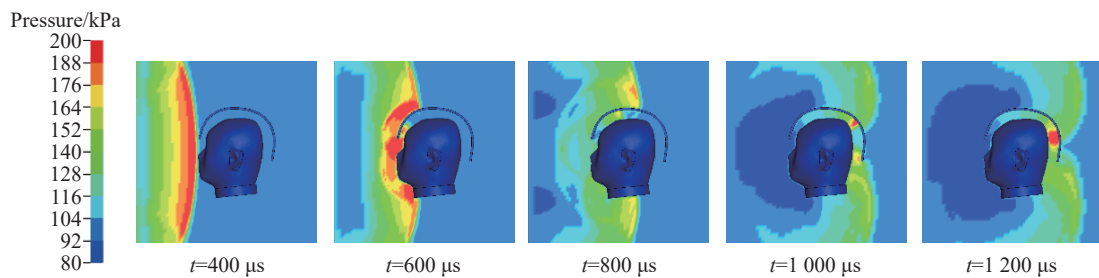 Pressure/kPa
200
188
176
164
152
140
128
116
104
92
80
t=400 μs
t=600 μs
t=800 μs
t=1 000 μs
t=1 200 μs